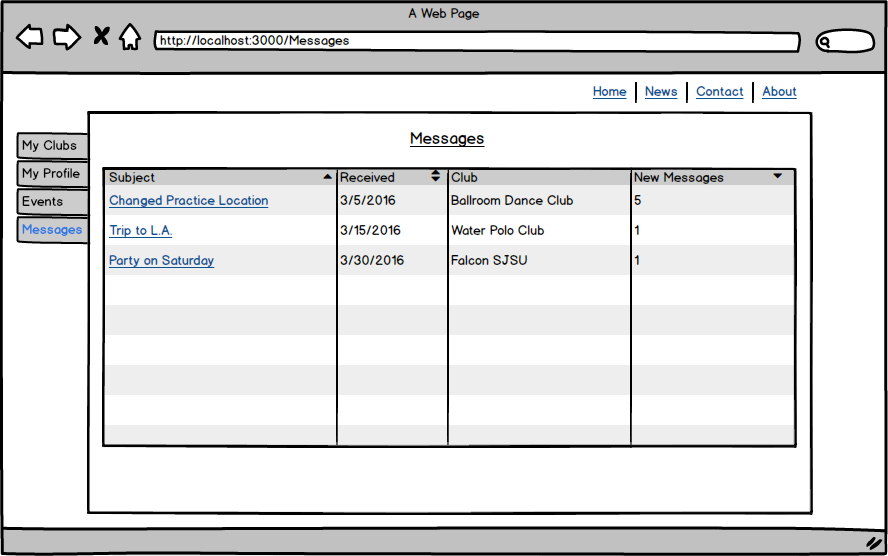 A Web Page
http://localhost:3000/Messages
Home News Contact About
Messages
My Clubs
My Profile
Events
Messages
Subject Received Club New Messages
Changed Practice Location 3/5/2016 Ballroom Dance Club 5
Trip to L.A. 3/15/2016 Water Polo Club 1
Party on Saturday 3/30/2016 Falcon SJSU 1